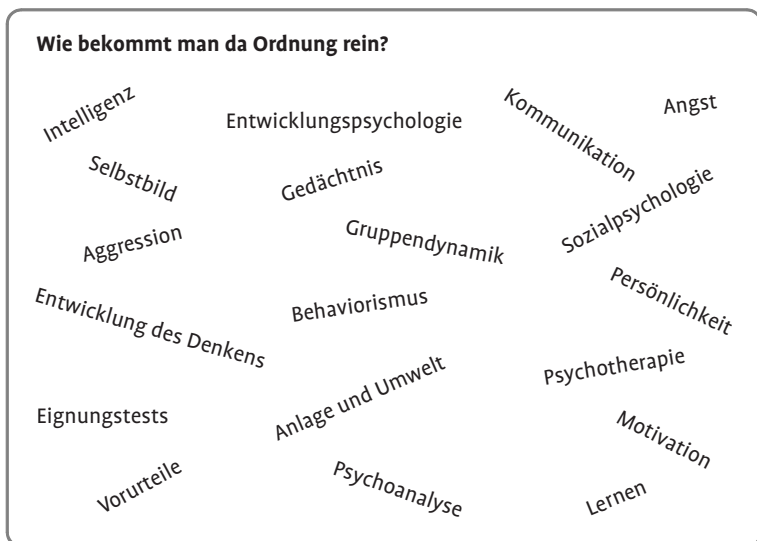 Wie bekommt man da Ordnung rein?
Intelligenz
Entwicklungspsychologie
Kommunikation
Angst
Selbstbild
Gedächtnis
Sozialpsychologie
Aggression
Gruppendynamik
Entwicklung des Denkens
Behaviorismus
Persönlichkeit
Psychotherapie
Anlage und Umwelt
Eignungstests
Motivation
Vorurteile
Psychoanalyse
Lernen